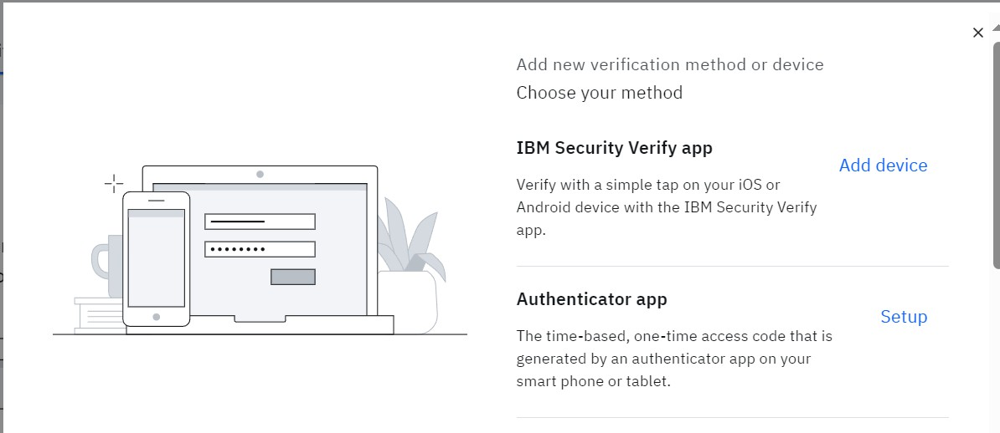 Add new verification method or device
Choose your method
IBM Security Verify app
Add device
Verify with a simple tap on your iOS or
Android device with the IBM Security Verify
app.
Authenticator app
Setup
The time-based, one-time access code that is
generated by an authenticator app on your
smart phone or tablet.